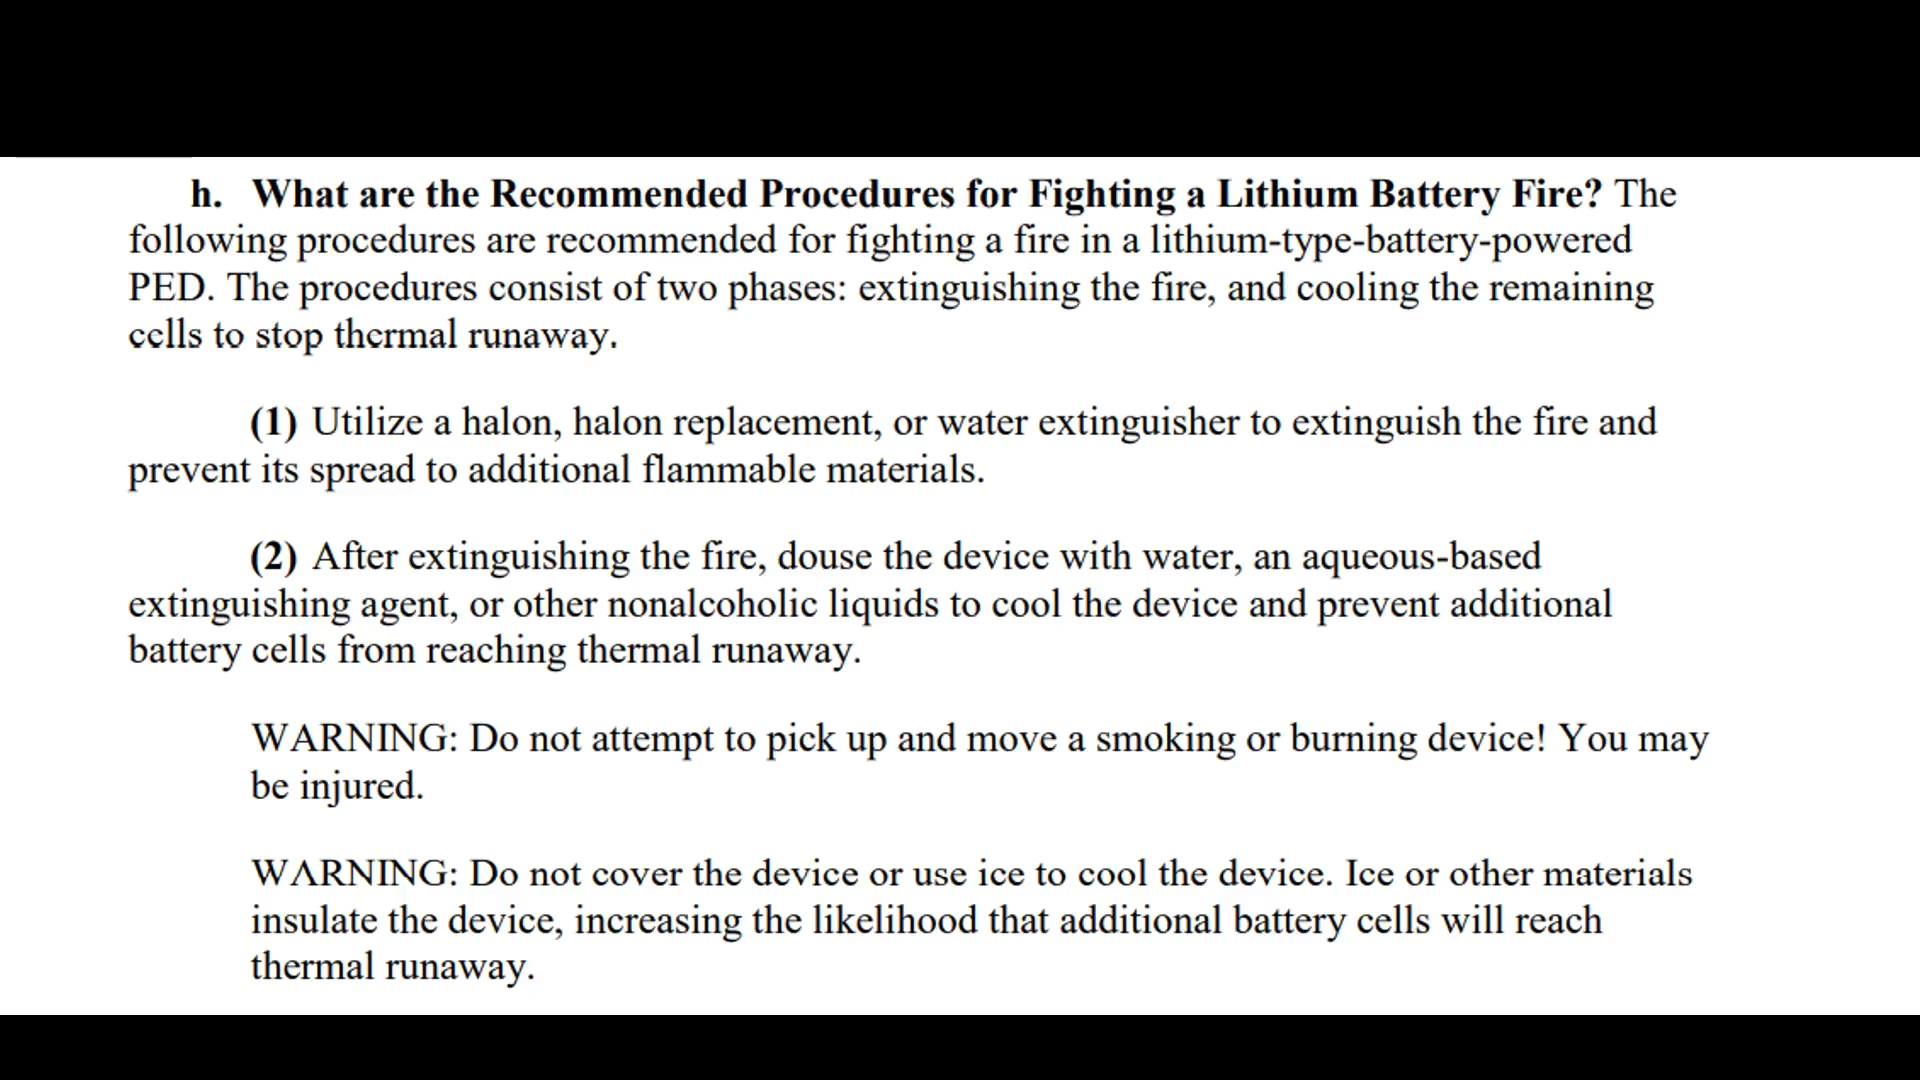 h. What are the Recommended Procedures for Fighting a Lithium Battery Fire? The
following procedures are recommended for fighting a fire in a lithium-type-battery-powered
PED. The procedures consist of two phases: extinguishing the fire, and cooling the remaining
cells to stop thermal runaway.
(1) Utilize a halon, halon replacement, or water extinguisher to extinguish the fire and
prevent its spread to additional flammable materials.
(2) After extinguishing the fire, douse the device with water, an aqueous-based
extinguishing agent, or other nonalcoholic liquids to cool the device and prevent additional
battery cells from reaching thermal runaway.
WARNING: Do not attempt to pick up and move a smoking or burning device! You may
be injured.
WARNING: Do not cover the device or use ice to cool the device. Ice or other materials
insulate the device, increasing the likelihood that additional battery cells will reach
thermal runaway.